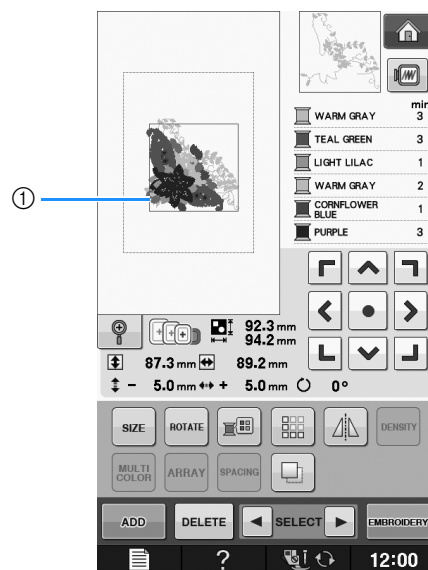 min
WARM GRAY 3
TEAL GREEN 3
LIGHT LILAC 1
WARM GRAY 2
CORNFLOWER BLUE 1
PURPLE 3
①
92.3 mm
94.2 mm
87.3 mm 89.2 mm
- 5.0 mm + 5.0 mm 0°
SIZE ROTATE DENSITY
MULTI COLOR ARRAY SPACING
ADD DELETE SELECT EMBROIDERY
? 12:00